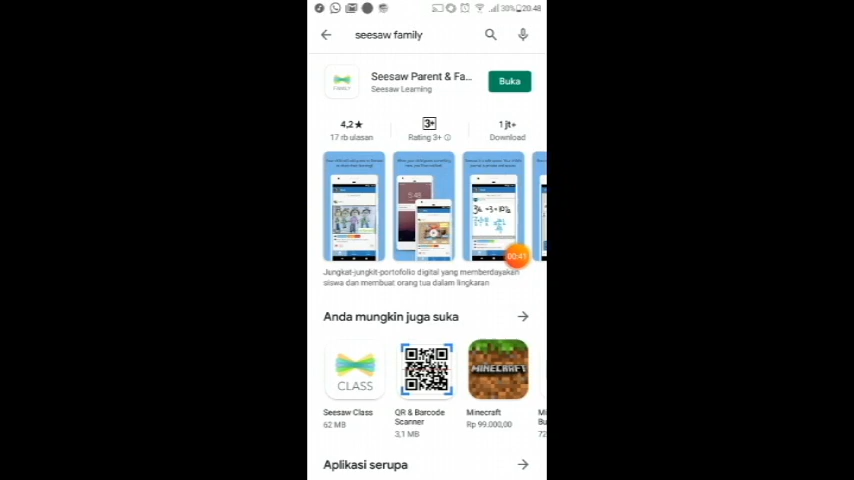 30% 20.48
seesaw family
FAMILY
Seesaw Parent & Fa...
Seesaw Learning
Buka
4,2★
17 rb ulasan
3+
Rating 3+
1 jt+
Download
00:41
Jungkat-jungkit-portofolio digital yang memberdayakan
siswa dan membuat orang tua dalam lingkaran
Anda mungkin juga suka
CLASS
MINECRAFT
Seesaw Class
62 MB
QR & Barcode
Scanner
3,1 MB
Minecraft
Rp 99.000,00
Aplikasi serupa